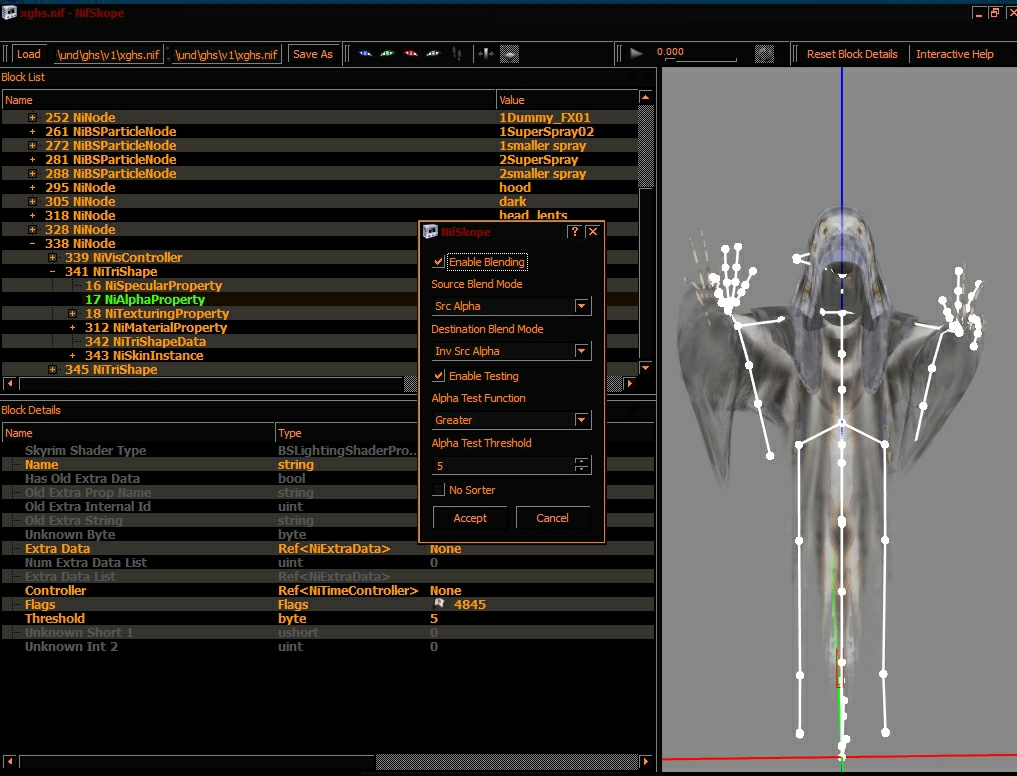 xghs.nif - NifSkope
Load \und\ghs\v1\xghs.nif \und\ghs\v1\xghs.nif Save As 0.000 Reset Block Details Interactive Help
Block List
Name Value
252 NiNode 1Dummy_FX01
261 NiBSParticleNode 1SuperSpray02
272 NiBSParticleNode 1smaller spray
281 NiBSParticleNode 2SuperSpray
288 NiBSParticleNode 2smaller spray
295 NiNode hood
305 NiNode dark
318 NiNode head_lents
328 NiNode
338 NiNode
339 NiVisController
341 NiTriShape
16 NiSpecularProperty
17 NiAlphaProperty
18 NiTexturingProperty
312 NiMaterialProperty
342 NiTriShapeData
343 NiSkinInstance
345 NiTriShape
NifSkope
Enable Blending
Source Blend Mode
Src Alpha
Destination Blend Mode
Inv Src Alpha
Enable Testing
Alpha Test Function
Greater
Alpha Test Threshold
5
No Sorter
Accept Cancel
Block Details
Name Type
Skyrim Shader Type BSLightingShaderPro...
Name string
Has Old Extra Data bool
Old Extra Prop Name string
Old Extra Internal Id uint
Old Extra String string
Unknown Byte byte
Extra Data Ref<NiExtraData> None
Num Extra Data List uint 0
Extra Data List Ref<NiExtraData>
Controller Ref<NiTimeController> None
Flags Flags 4845
Threshold byte 5
Unknown Short 1 ushort 0
Unknown Int 2 uint 0